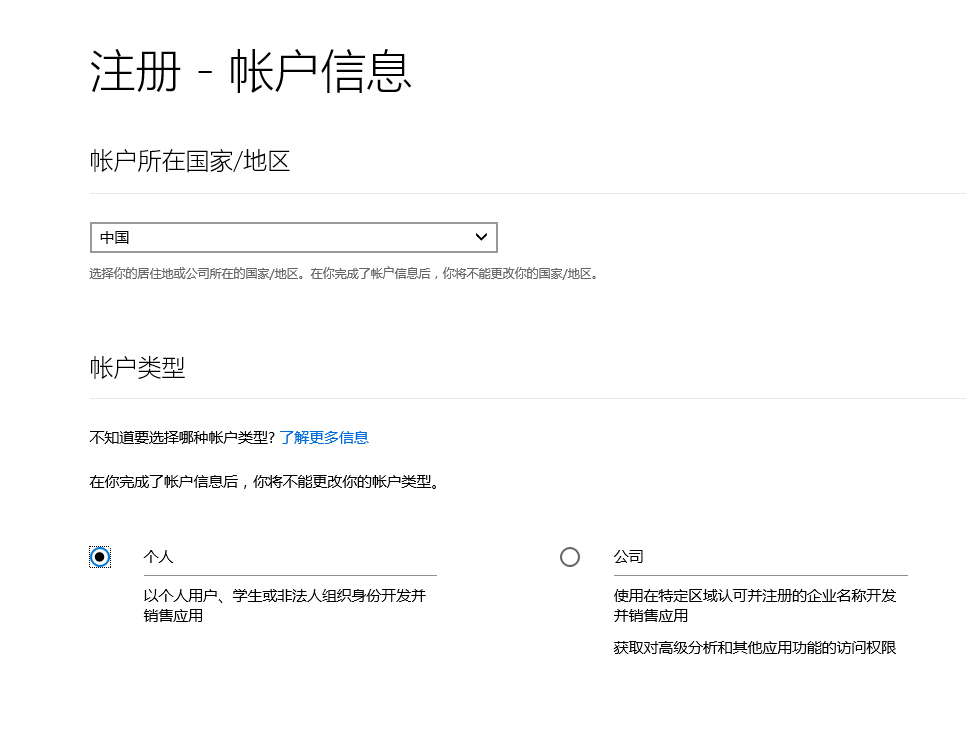 注册 - 帐户信息
帐户所在国家/地区
中国
选择你的居住地或公司所在的国家/地区。在你完成了帐户信息后，你将不能更改你的国家/地区。
帐户类型
不知道要选择哪种帐户类型? 了解更多信息
在你完成了帐户信息后，你将不能更改你的帐户类型。
个人
以个人用户、学生或非法人组织身份开发并
销售应用
公司
使用在特定区域认可并注册的企业名称开发
并销售应用
获取对高级分析和其他应用功能的访问权限